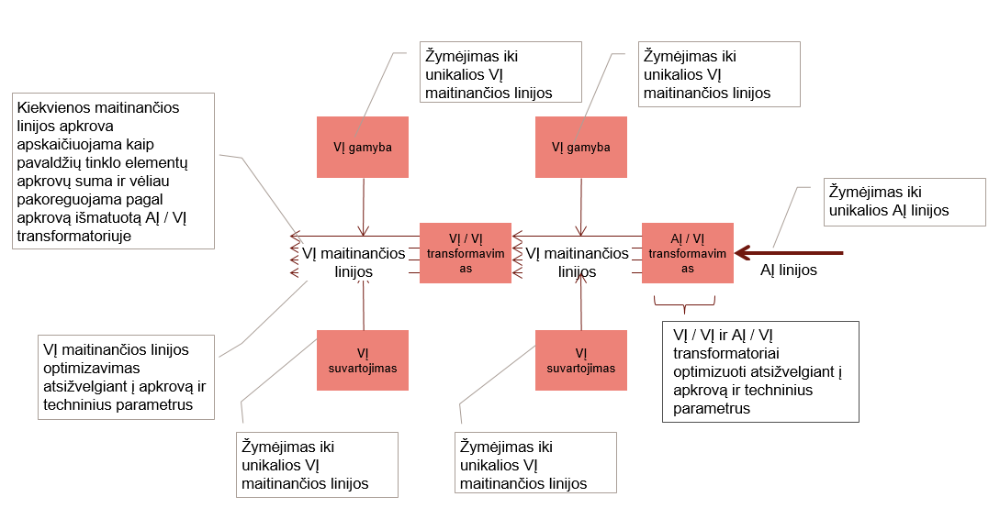 Žymėjimas iki
unikalios VĮ
maitinančios linijos
Žymėjimas iki
unikalios VĮ
maitinančios linijos
Kiekvienos maitinančios
linijos apkrova
apskaičiuojama kaip
pavaldžių tinklo elementų
apkrovų suma ir vėliau
pakoreguojama pagal
apkrovą išmatuotą AĮ / VĮ
transformatoriuje
VĮ gamyba
VĮ gamyba
Žymėjimas iki
unikalios AĮ linijos
VĮ maitinančios
linijos
VĮ / VĮ
transformavim
as
VĮ maitinančios
linijos
AĮ / VĮ
transformavim
as
AĮ linijos
VĮ maitinančios linijos
optimizavimas
atsižvelgiant į apkrovą ir
techninius parametrus
VĮ
suvartojimas
VĮ
suvartojimas
VĮ / VĮ ir AĮ / VĮ
transformatoriai
optimizuoti atsižvelgiant į
apkrovą ir techninius
parametrus
Žymėjimas iki
unikalios VĮ
maitinančios linijos
Žymėjimas iki
unikalios VĮ
maitinančios linijos